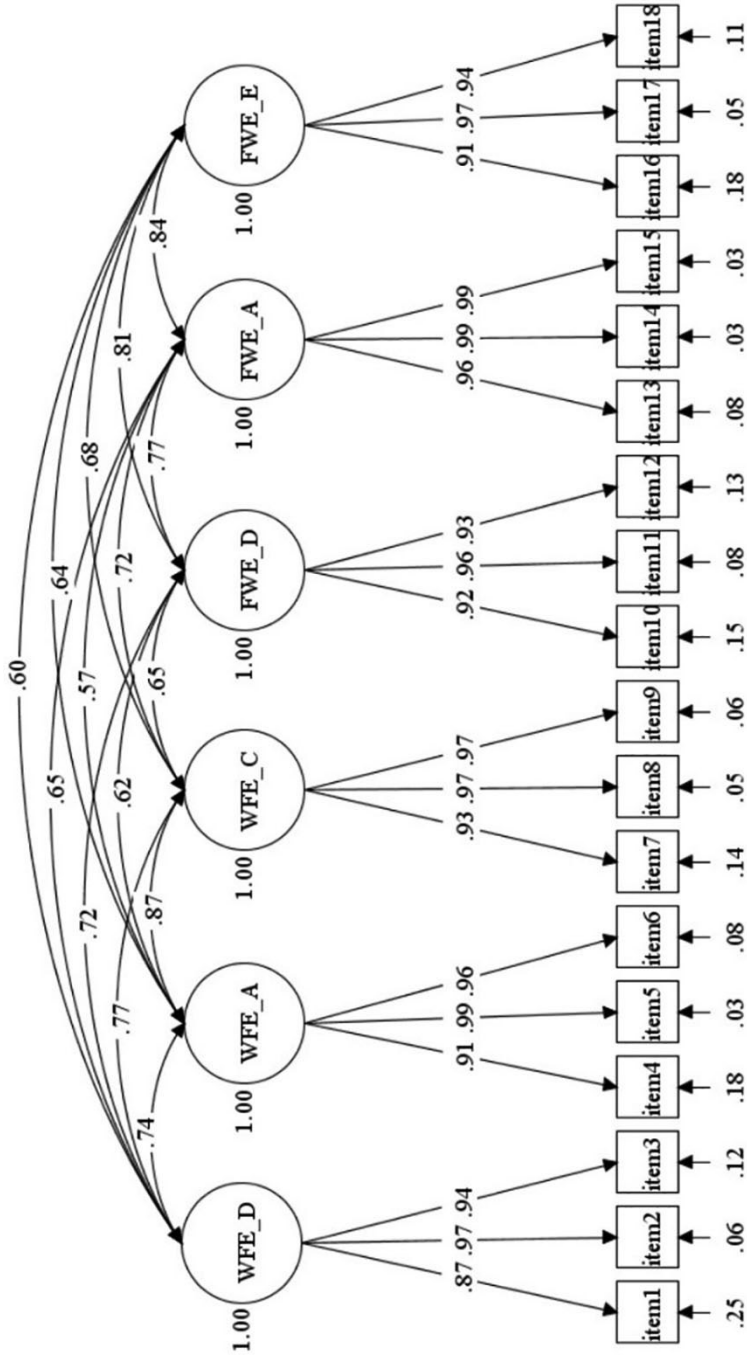 .60
.65 .64
.72 .57 .68
.77 .62 .72 .81
.74 .87 .65 .77 .84
1.00 WFE_D 1.00 WFE_A 1.00 WFE_C 1.00 FWE_D 1.00 FWE_A 1.00 FWE_E
.87 .97 .94 .91 .99 .96 .93 .97 .97 .92 .96 .93 .96 .99 .99 .91 .97 .94
item1 item2 item3 item4 item5 item6 item7 item8 item9 item10 item11 item12 item13 item14 item15 item16 item17 item18
.25 .06 .12 .18 .03 .08 .14 .05 .06 .15 .08 .13 .08 .03 .03 .18 .05 .11